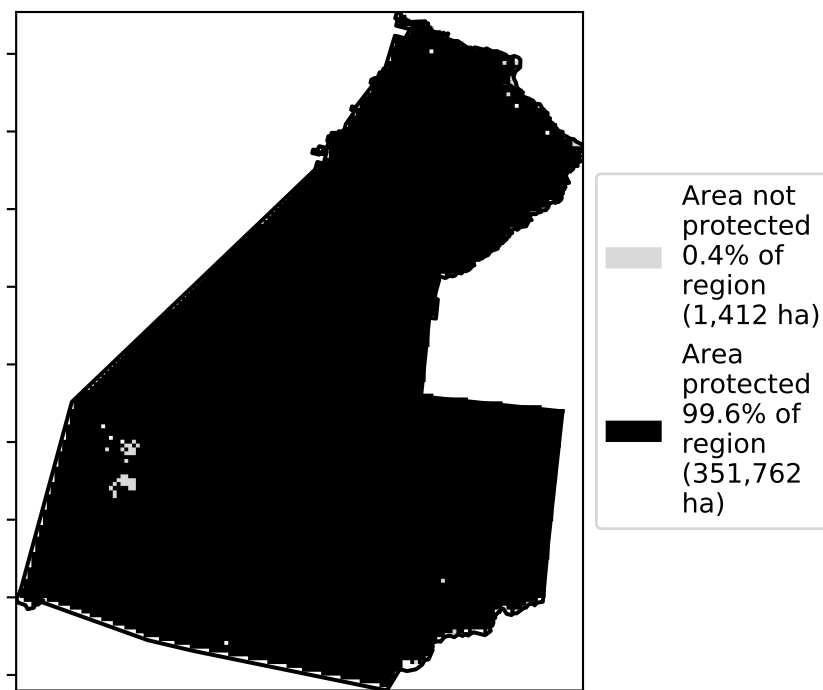 Area not
protected
0.4% of
region
(1,412 ha)
Area
protected
99.6% of
region
(351,762
ha)